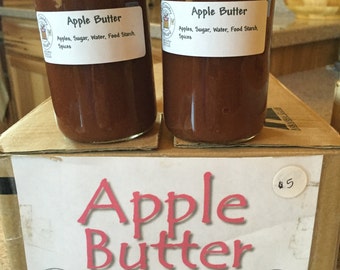 Apple Butter
Apples, Sugar, Water, Food Starch,
Spices
Apple Butter
Apples, Sugar, Water, Food Starch,
Spices
$5
Apple
Butter